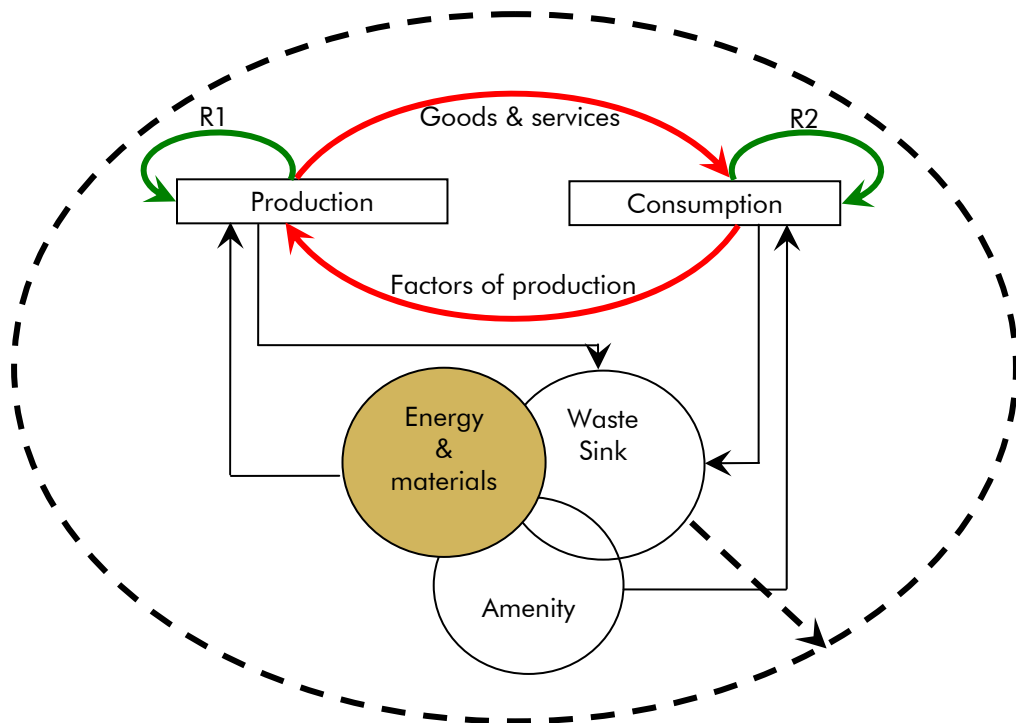 R1
Goods & services
R2
Production
Consumption
Factors of production
Energy
&
materials
Waste
Sink
Amenity